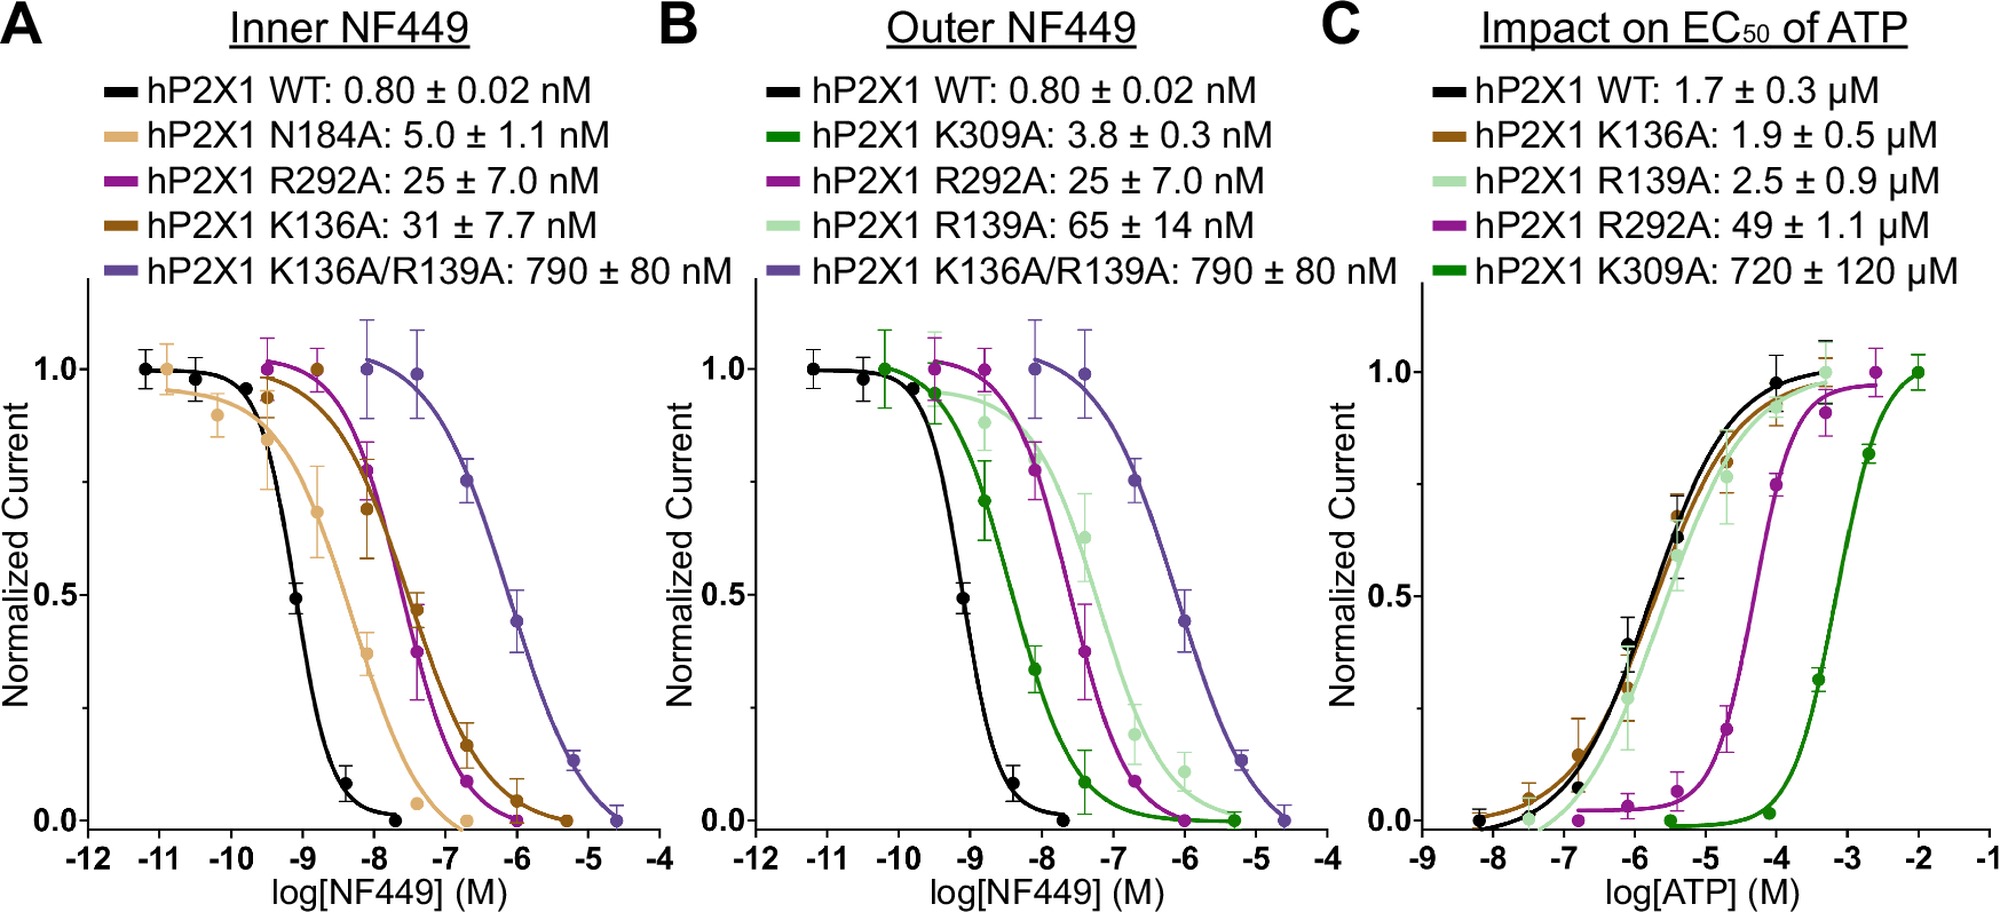 A Inner NF449
hP2X1 WT: 0.80 ± 0.02 nM
hP2X1 N184A: 5.0 ± 1.1 nM
hP2X1 R292A: 25 ± 7.0 nM
hP2X1 K136A: 31 ± 7.7 nM
hP2X1 K136A/R139A: 790 ± 80 nM
Normalized Current
1.0
0.5
0.0
-12 -11 -10 -9 -8 -7 -6 -5 -4
log[NF449] (M)
B Outer NF449
hP2X1 WT: 0.80 ± 0.02 nM
hP2X1 K309A: 3.8 ± 0.3 nM
hP2X1 R292A: 25 ± 7.0 nM
hP2X1 R139A: 65 ± 14 nM
hP2X1 K136A/R139A: 790 ± 80 nM
Normalized Current
1.0
0.5
0.0
-12 -11 -10 -9 -8 -7 -6 -5 -4
log[NF449] (M)
C Impact on EC₅₀ of ATP
hP2X1 WT: 1.7 ± 0.3 µM
hP2X1 K136A: 1.9 ± 0.5 µM
hP2X1 R139A: 2.5 ± 0.9 µM
hP2X1 R292A: 49 ± 1.1 µM
hP2X1 K309A: 720 ± 120 µM
Normalized Current
1.0
0.5
0.0
-9 -8 -7 -6 -5 -4 -3 -2 -1
log[ATP] (M)